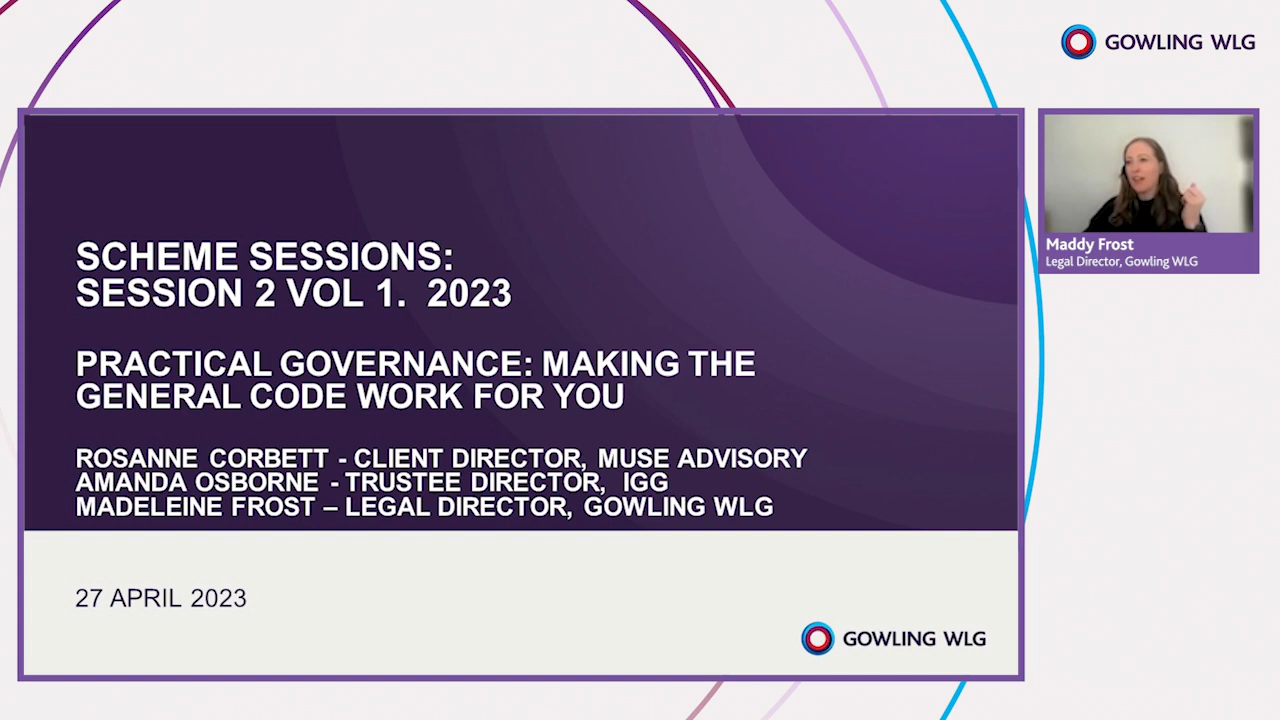 GOWLING WLG
SCHEME SESSIONS:
SESSION 2 VOL 1. 2023
PRACTICAL GOVERNANCE: MAKING THE
GENERAL CODE WORK FOR YOU
ROSANNE CORBETT - CLIENT DIRECTOR, MUSE ADVISORY
AMANDA OSBORNE - TRUSTEE DIRECTOR, IGG
MADELEINE FROST – LEGAL DIRECTOR, GOWLING WLG
27 APRIL 2023
GOWLING WLG
Maddy Frost
Legal Director, Gowling WLG